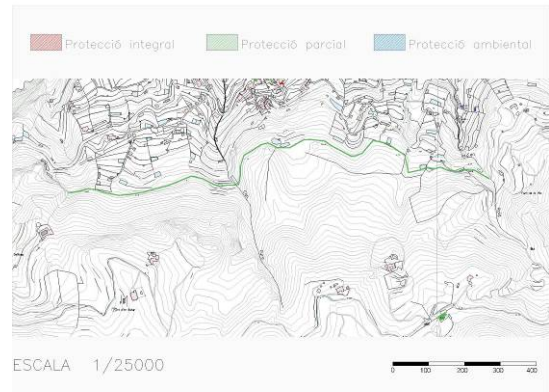 Protecció integral
Protecció parcial
Protecció ambiental
ESCALA 1/25000
0 100 200 300 400